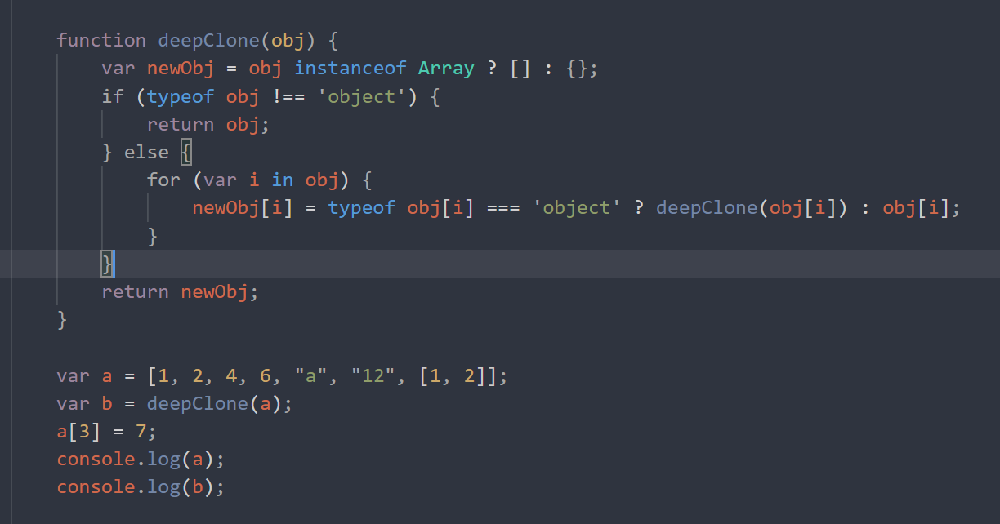 function deepClone(obj) {
    var newObj = obj instanceof Array ? [] : {};
    if (typeof obj !== 'object') {
        return obj;
    } else {
        for (var i in obj) {
            newObj[i] = typeof obj[i] === 'object' ? deepClone(obj[i]) : obj[i];
        }
    }
    return newObj;
}

var a = [1, 2, 4, 6, "a", "12", [1, 2]];
var b = deepClone(a);
a[3] = 7;
console.log(a);
console.log(b);